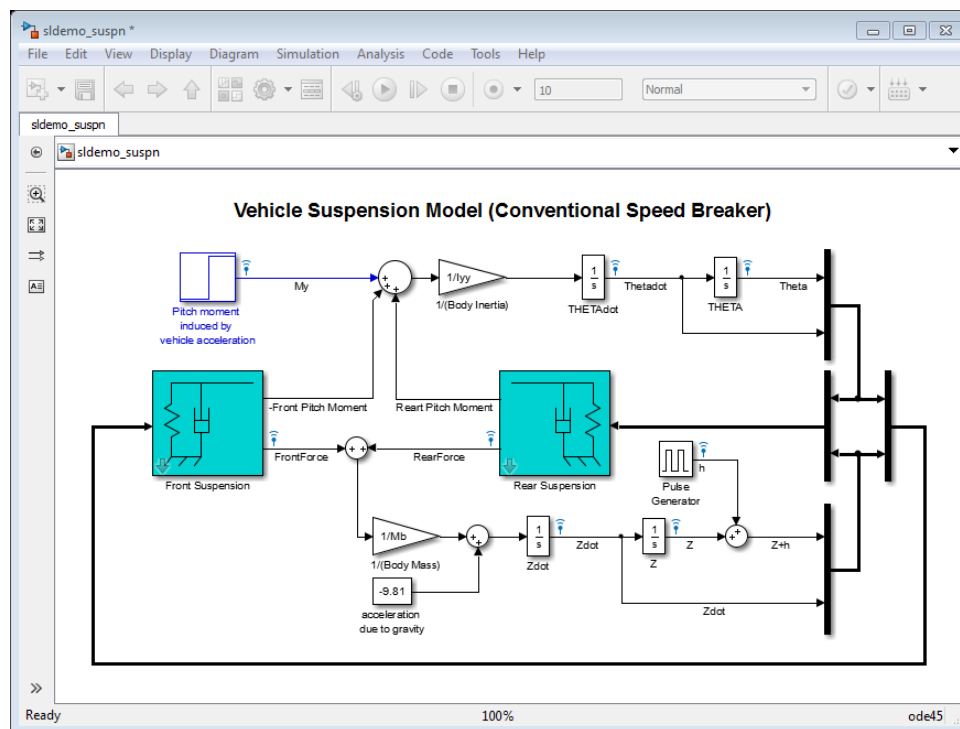 sldemo_suspn *
File Edit View Display Diagram Simulation Analysis Code Tools Help
10 Normal
sldemo_suspn
sldemo_suspn
Vehicle Suspension Model (Conventional Speed Breaker)
My
Pitch moment
induced by
vehicle acceleration
+
+
+ +
1/Iyy
1/(Body Inertia)
1
s
THETAdot
Thetadot
1
s
THETA
Theta
-Front Pitch Moment
Reart Pitch Moment
FrontForce
+ +
RearForce
Front Suspension
Rear Suspension
h
Pulse
Generator
1/Mb
1/(Body Mass)
+
+
-9.81
acceleration
due to gravity
1
s
Zdot
Zdot
1
s
Z
Z
+
+
Z+h
Zdot
A
Ready 100% ode45